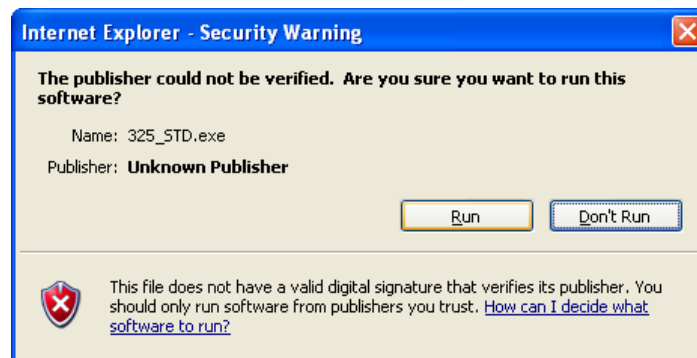 Internet Explorer - Security Warning
The publisher could not be verified.  Are you sure you want to run this
software?
Name: 325_STD.exe
Publisher: Unknown Publisher
Run
Don't Run
This file does not have a valid digital signature that verifies its publisher. You
should only run software from publishers you trust. How can I decide what
software to run?